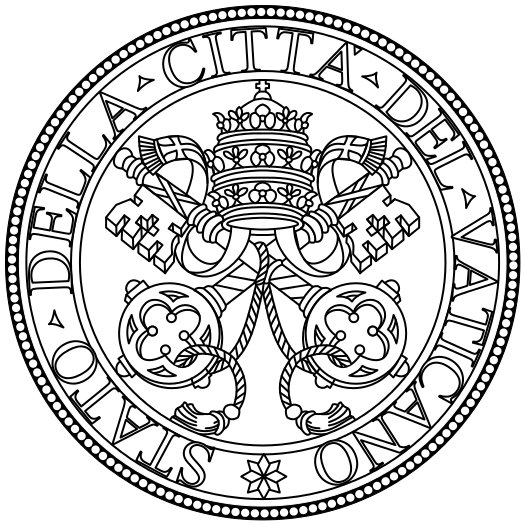 STATO DELLA CITTÀ DEL VATICANO